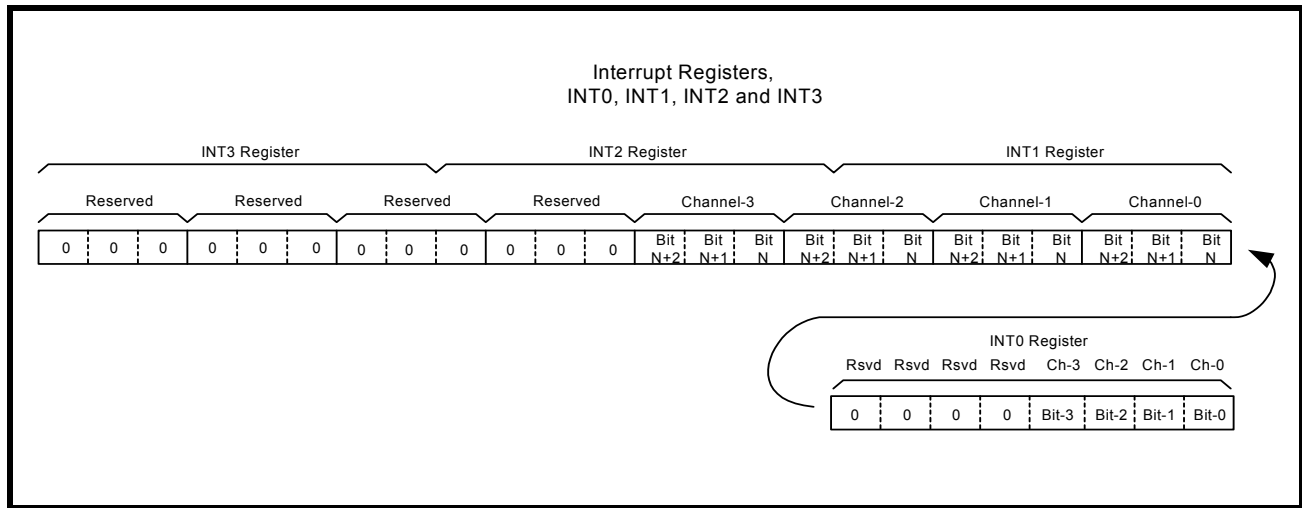 Interrupt Registers,
INT0, INT1, INT2 and INT3
INT3 Register INT2 Register INT1 Register
Reserved Reserved Reserved Reserved Channel-3 Channel-2 Channel-1 Channel-0
0 0 0 0 0 0 0 0 0 0 0 0 Bit Bit Bit Bit Bit Bit Bit Bit Bit Bit Bit Bit
N+2 N+1 N N+2 N+1 N N+2 N+1 N N+2 N+1 N
INT0 Register
Rsvd Rsvd Rsvd Rsvd Ch-3 Ch-2 Ch-1 Ch-0
0 0 0 0 Bit-3 Bit-2 Bit-1 Bit-0